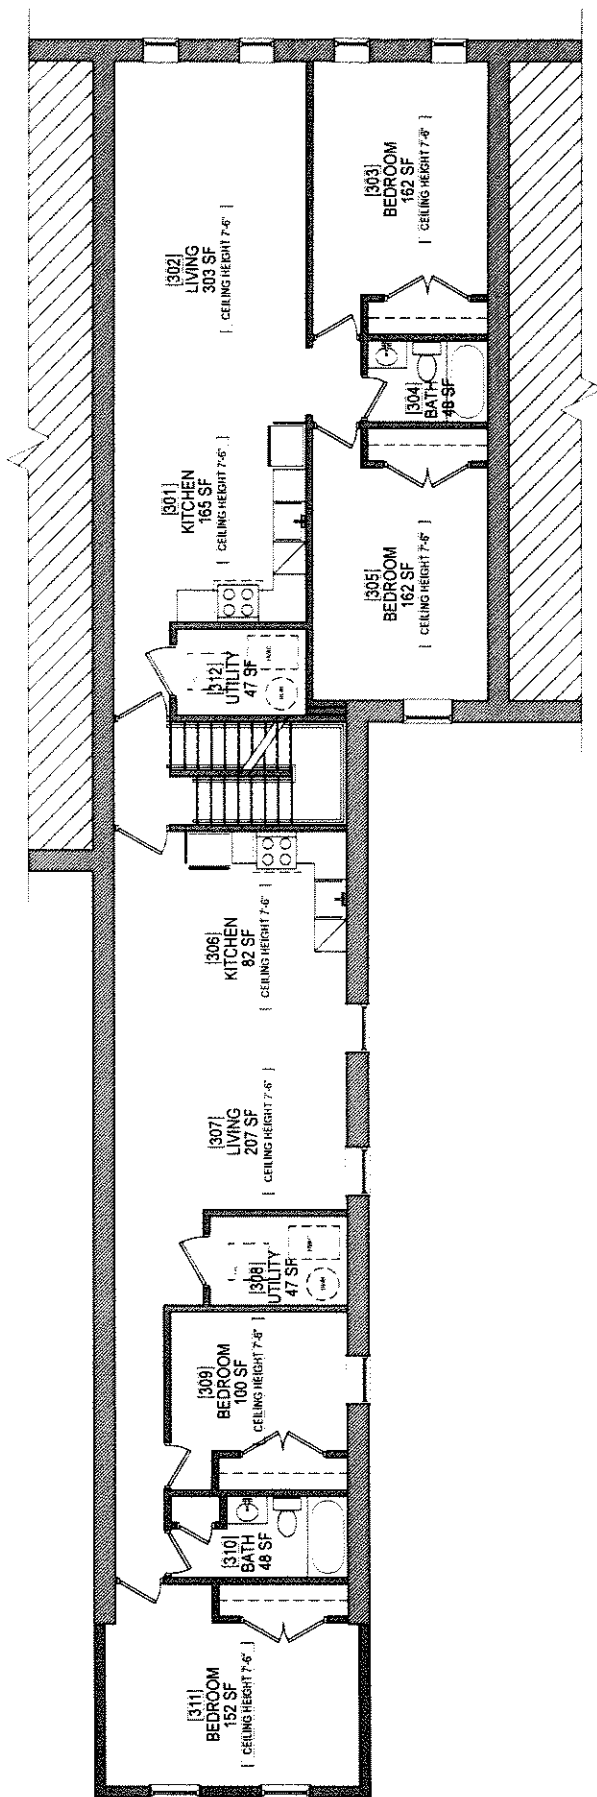 [302]
LIVING
303 SF
CEILING HEIGHT 7'-6"
[303]
BEDROOM
162 SF
CEILING HEIGHT 7'-6"
[304]
BATH
48 SF
[301]
KITCHEN
165 SF
CEILING HEIGHT 7'-6"
[305]
BEDROOM
162 SF
CEILING HEIGHT 7'-6"
[312]
UTILITY
47 SF
[306]
KITCHEN
82 SF
CEILING HEIGHT 7'-6"
[307]
LIVING
207 SF
CEILING HEIGHT 7'-6"
[308]
UTILITY
47 SF
[309]
BEDROOM
100 SF
CEILING HEIGHT 7'-6"
[310]
BATH
48 SF
[311]
BEDROOM
152 SF
CEILING HEIGHT 7'-6"